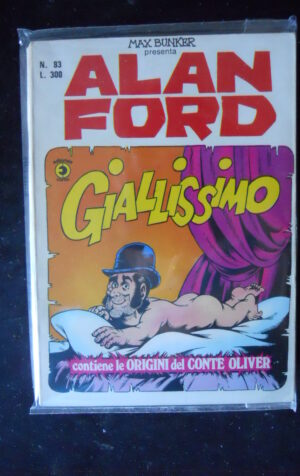 MAX BUNKER
presenta
N. 93
L. 300
ALAN
FORD
GIALLISSIMO
contiene le ORIGINI del CONTE OLIVER